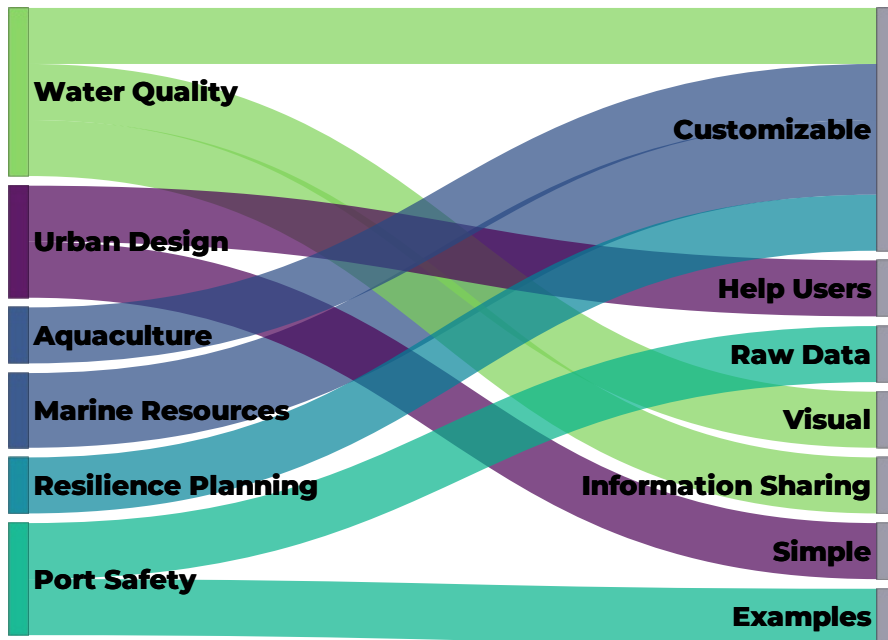 Water Quality
Urban Design
Aquaculture
Marine Resources
Resilience Planning
Port Safety
Customizable
Help Users
Raw Data
Visual
Information Sharing
Simple
Examples